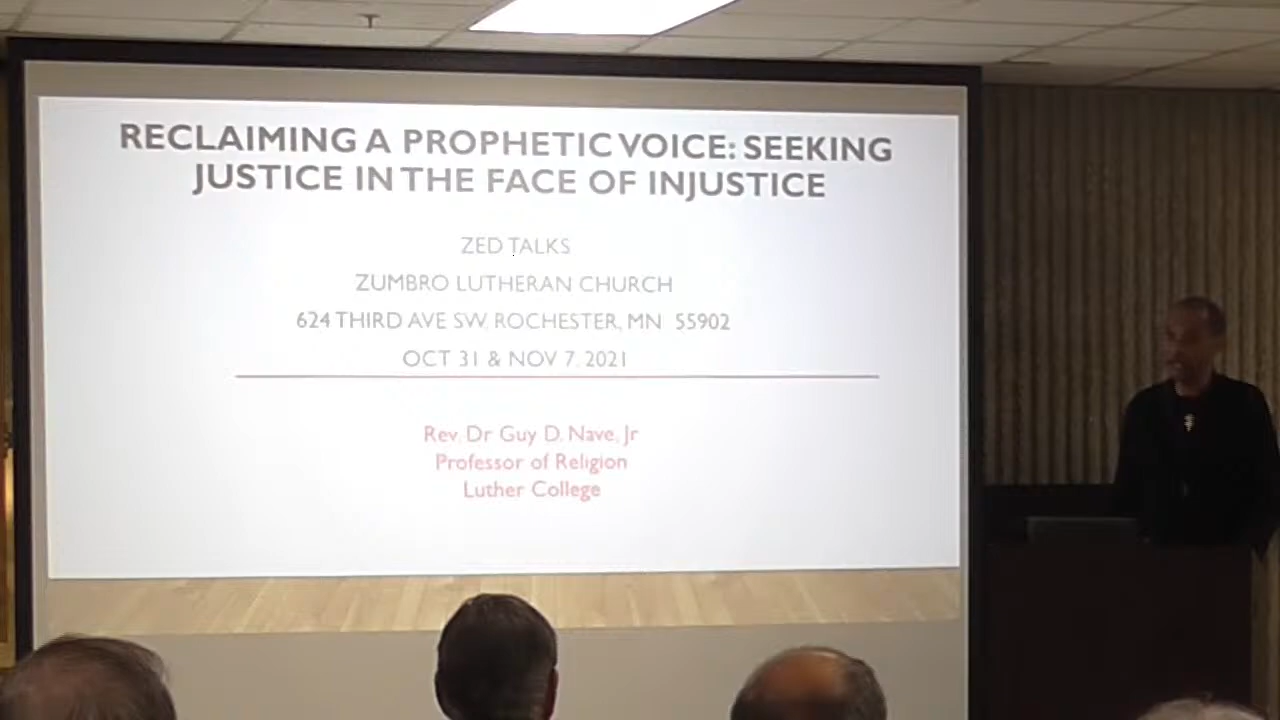 RECLAIMING A PROPHETIC VOICE: SEEKING
JUSTICE IN THE FACE OF INJUSTICE
ZED TALKS
ZUMBRO LUTHERAN CHURCH
624 THIRD AVE SW, ROCHESTER, MN 55902
OCT 31 & NOV 7, 2021
Rev. Dr Guy D. Nave, Jr
Professor of Religion
Luther College